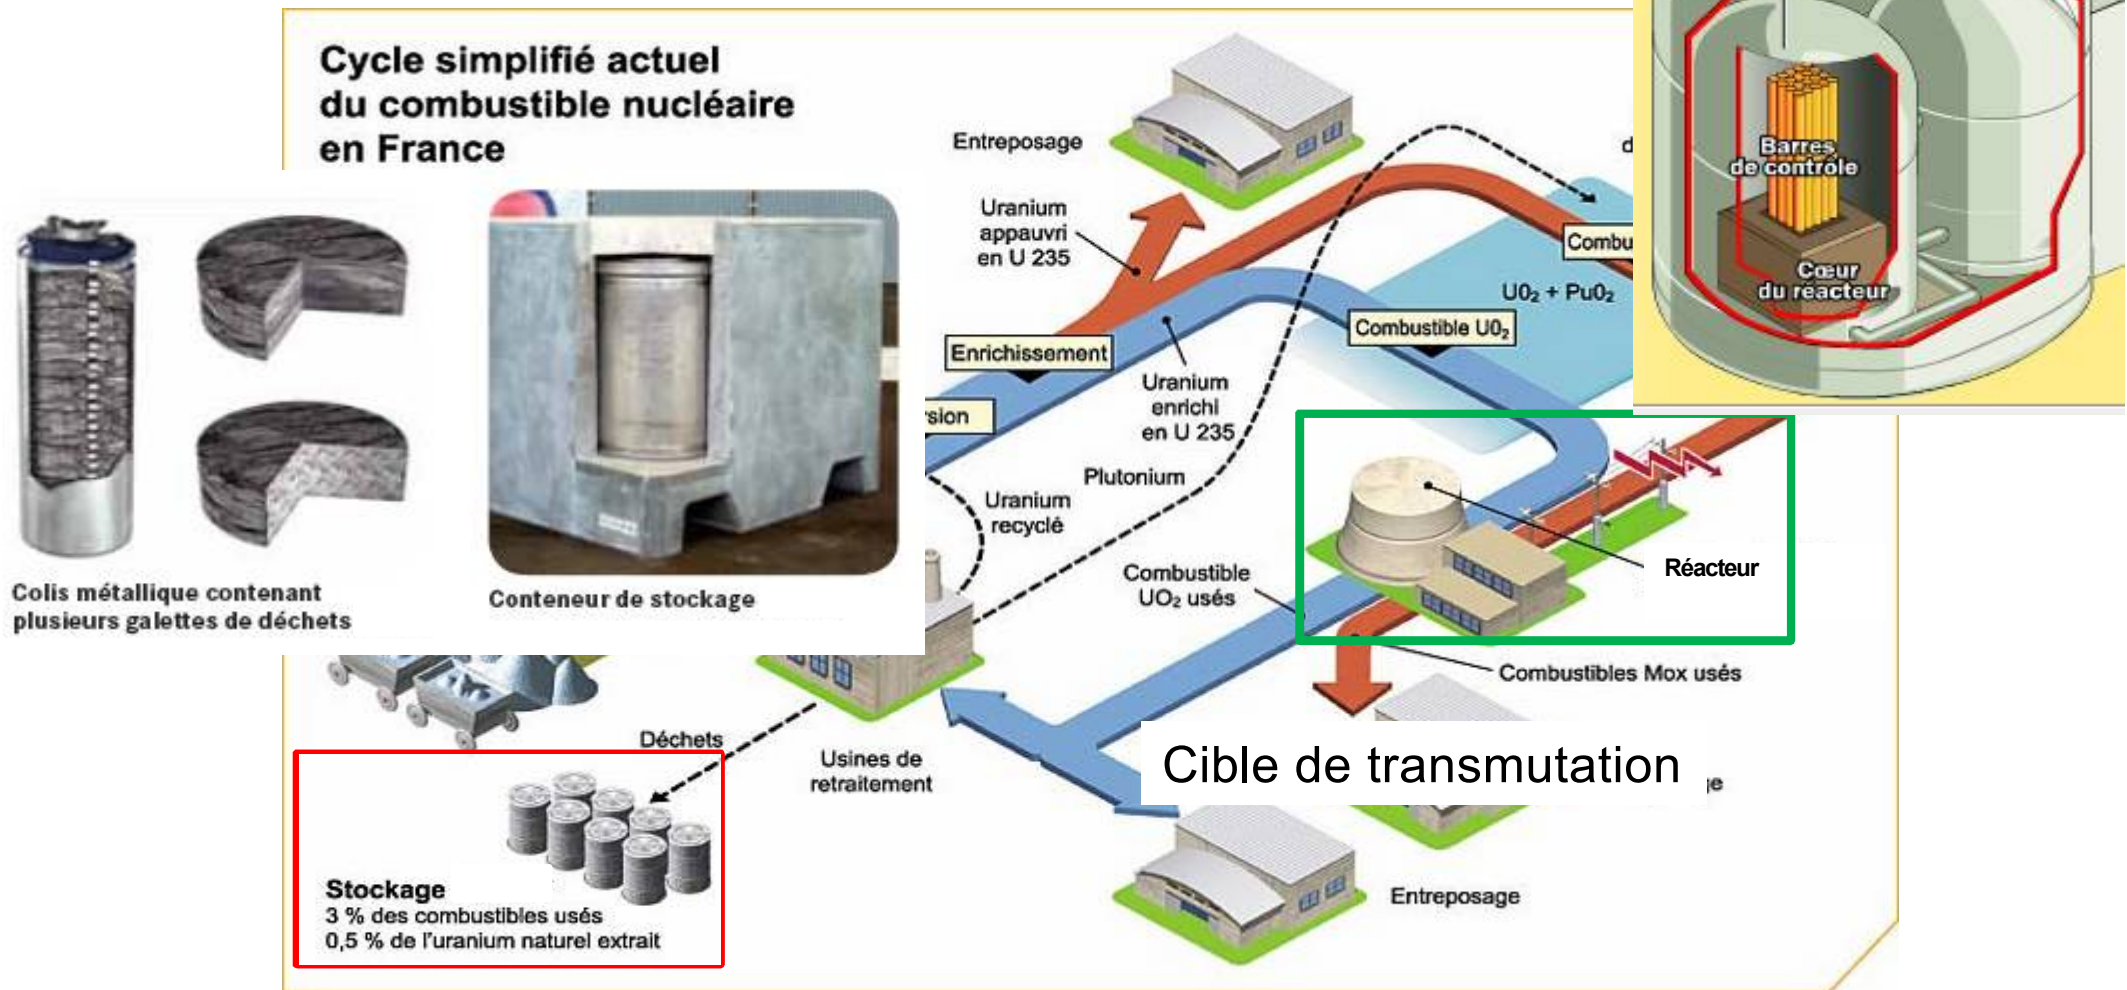 Cycle simplifié actuel
du combustible nucléaire
en France
Entreposage
Uranium
appauvri
en U 235
Barres
de contrôle
Cœur
du réacteur
UO₂ + PuO₂
Combustible UO₂
Enrichissement
Uranium
enrichi
en U 235
Plutonium
Uranium
recyclé
Réacteur
Combustible
UO₂ usés
Colis métallique contenant
plusieurs galettes de déchets
Conteneur de stockage
Combustibles Mox usés
Déchets
Usines de
retraitement
Cible de transmutation
Stockage
3 % des combustibles usés
0,5 % de l'uranium naturel extrait
Entreposage